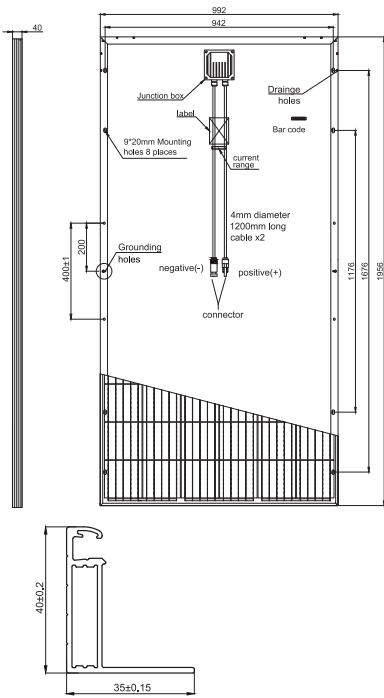 992
40
942
Junction box
Drainge
holes
label
Bar code
9*20mm Mounting
holes 8 places
current
range
4mm diameter
1200mm long
cable x2
200
400±1
Grounding
holes
negative(-)
positive(+)
connector
1176
1676
1956
40±0.2
35±0.15